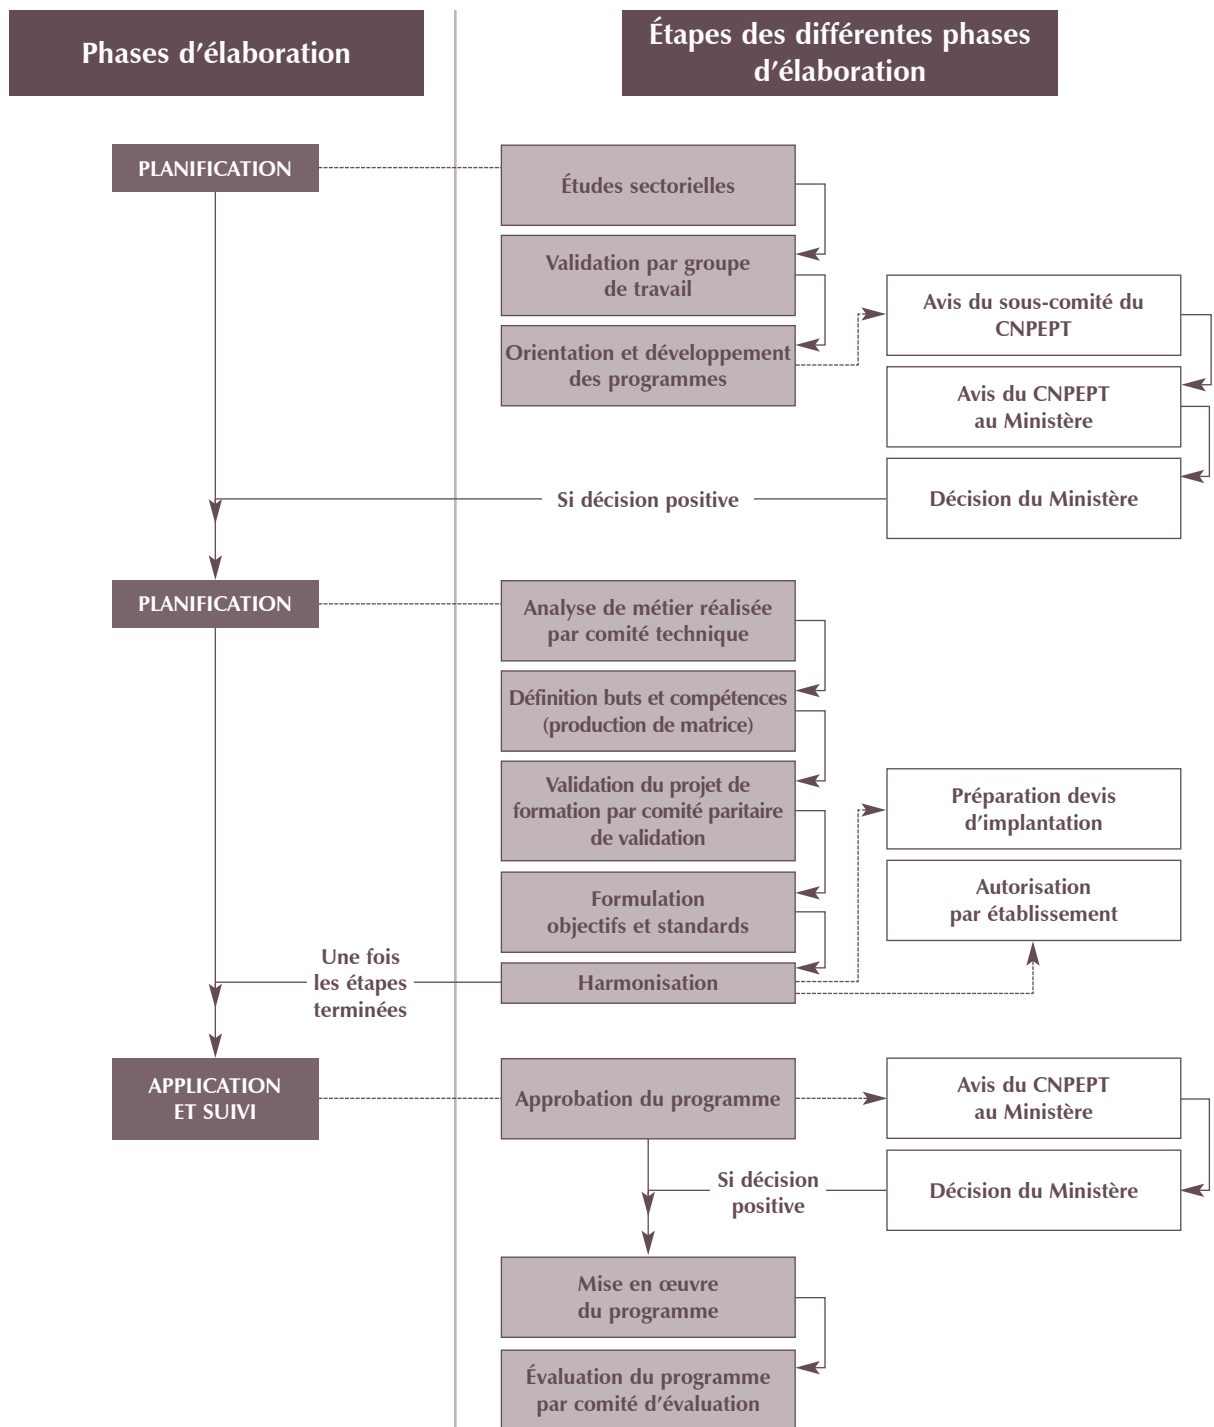 Phases d'élaboration
Étapes des différentes phases
d'élaboration
PLANIFICATION
Études sectorielles
Validation par groupe
de travail
Orientation et développement
des programmes
Avis du sous-comité du
CNPEPT
Avis du CNPEPT
au Ministère
Décision du Ministère
Si décision positive
PLANIFICATION
Analyse de métier réalisée
par comité technique
Définition buts et compétences
(production de matrice)
Validation du projet de
formation par comité paritaire
de validation
Formulation
objectifs et standards
Harmonisation
Préparation devis
d'implantation
Autorisation
par établissement
Une fois
les étapes
terminées
APPLICATION
ET SUIVI
Approbation du programme
Avis du CNPEPT
au Ministère
Décision du Ministère
Si décision
positive
Mise en œuvre
du programme
Évaluation du programme
par comité d'évaluation